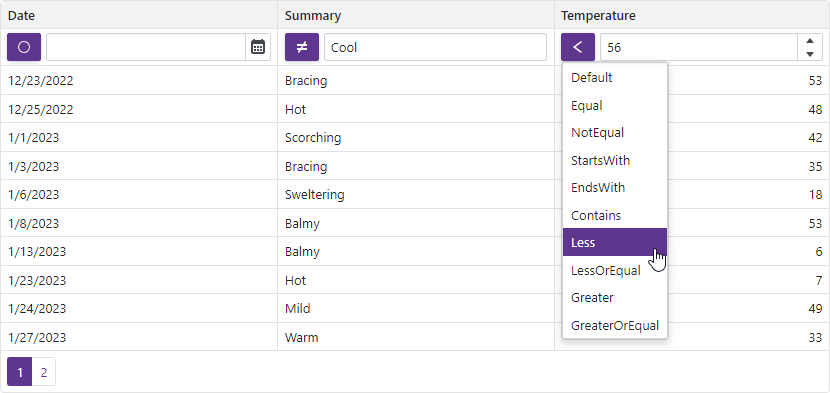 Date Summary Temperature
≠ Cool < 56
Default
12/23/2022 Bracing 53
Equal
12/25/2022 Hot 48
NotEqual
1/1/2023 Scorching 42
StartsWith
1/3/2023 Bracing 35
EndsWith
1/6/2023 Sweltering 18
Contains
1/8/2023 Balmy 53
Less
1/13/2023 Balmy 6
LessOrEqual
1/23/2023 Hot 7
Greater
1/24/2023 Mild 49
GreaterOrEqual
1/27/2023 Warm 33
1 2